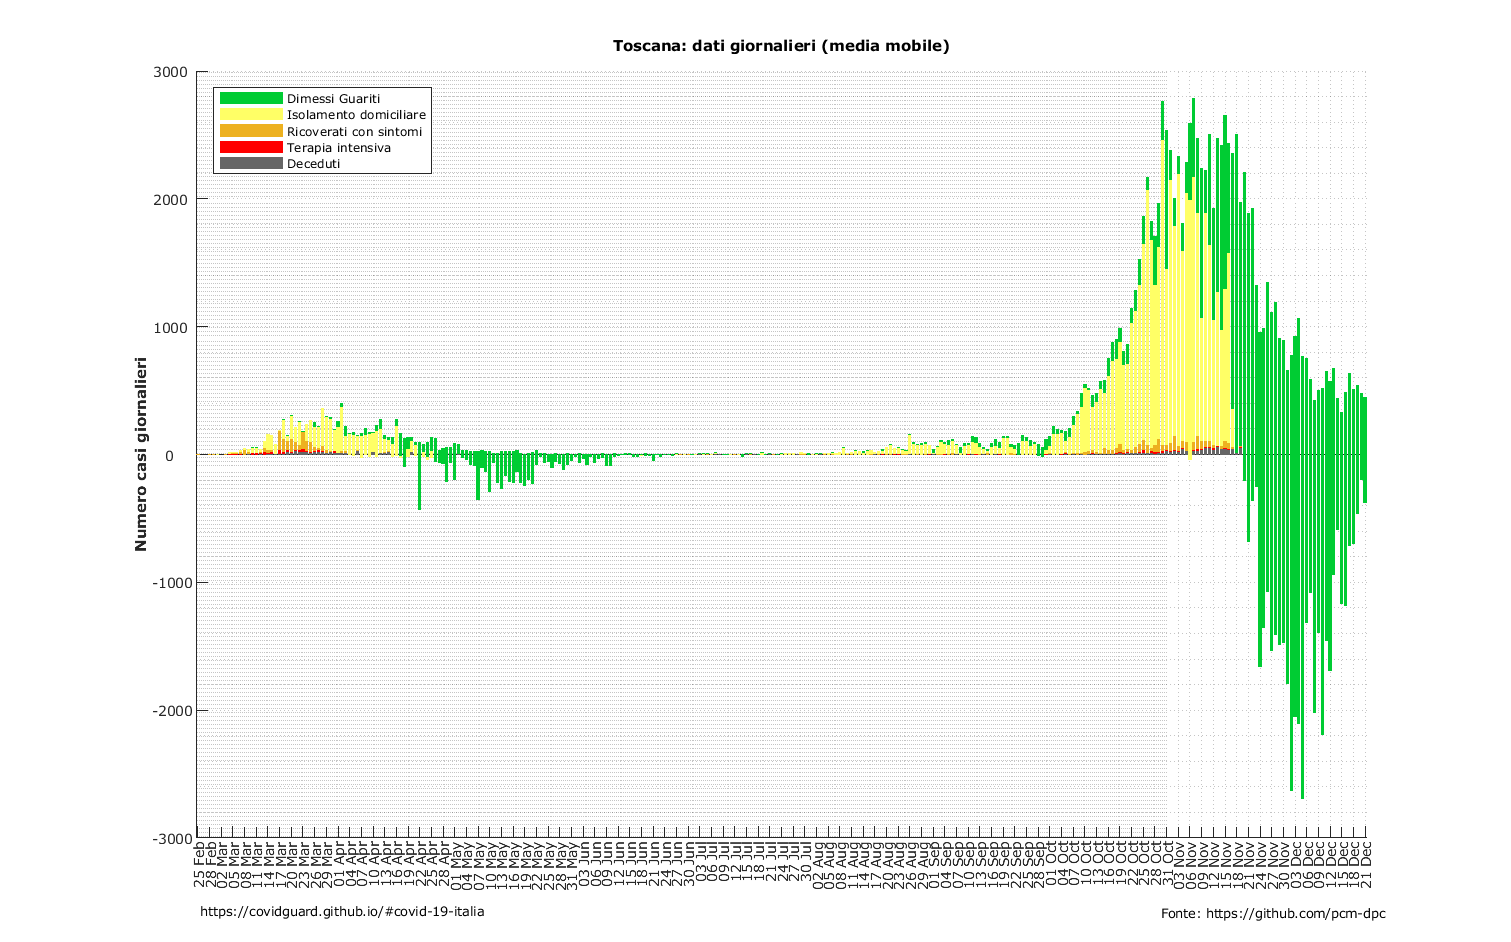 Toscana: dati giornalieri (media mobile)
3000
2000
1000
0
-1000
-2000
-3000
Numero casi giornalieri
Dimessi Guariti
Isolamento domiciliare
Ricoverati con sintomi
Terapia intensiva
Deceduti
25 Feb
28 Feb
02 Mar
05 Mar
08 Mar
11 Mar
14 Mar
17 Mar
20 Mar
23 Mar
26 Mar
29 Mar
01 Apr
04 Apr
07 Apr
10 Apr
13 Apr
16 Apr
19 Apr
22 Apr
25 Apr
28 Apr
01 May
04 May
07 May
10 May
13 May
16 May
19 May
22 May
25 May
28 May
31 May
03 Jun
06 Jun
09 Jun
12 Jun
15 Jun
18 Jun
21 Jun
24 Jun
27 Jun
30 Jun
03 Jul
06 Jul
09 Jul
12 Jul
15 Jul
18 Jul
21 Jul
24 Jul
27 Jul
30 Jul
02 Aug
05 Aug
08 Aug
11 Aug
14 Aug
17 Aug
20 Aug
23 Aug
26 Aug
29 Aug
01 Sep
04 Sep
07 Sep
10 Sep
13 Sep
16 Sep
19 Sep
22 Sep
25 Sep
28 Sep
01 Oct
04 Oct
07 Oct
10 Oct
13 Oct
16 Oct
19 Oct
22 Oct
25 Oct
28 Oct
31 Oct
03 Nov
06 Nov
09 Nov
12 Nov
15 Nov
18 Nov
21 Nov
24 Nov
27 Nov
30 Nov
03 Dec
06 Dec
09 Dec
12 Dec
15 Dec
18 Dec
21 Dec
https://covidguard.github.io/#covid-19-italia
Fonte: https://github.com/pcm-dpc